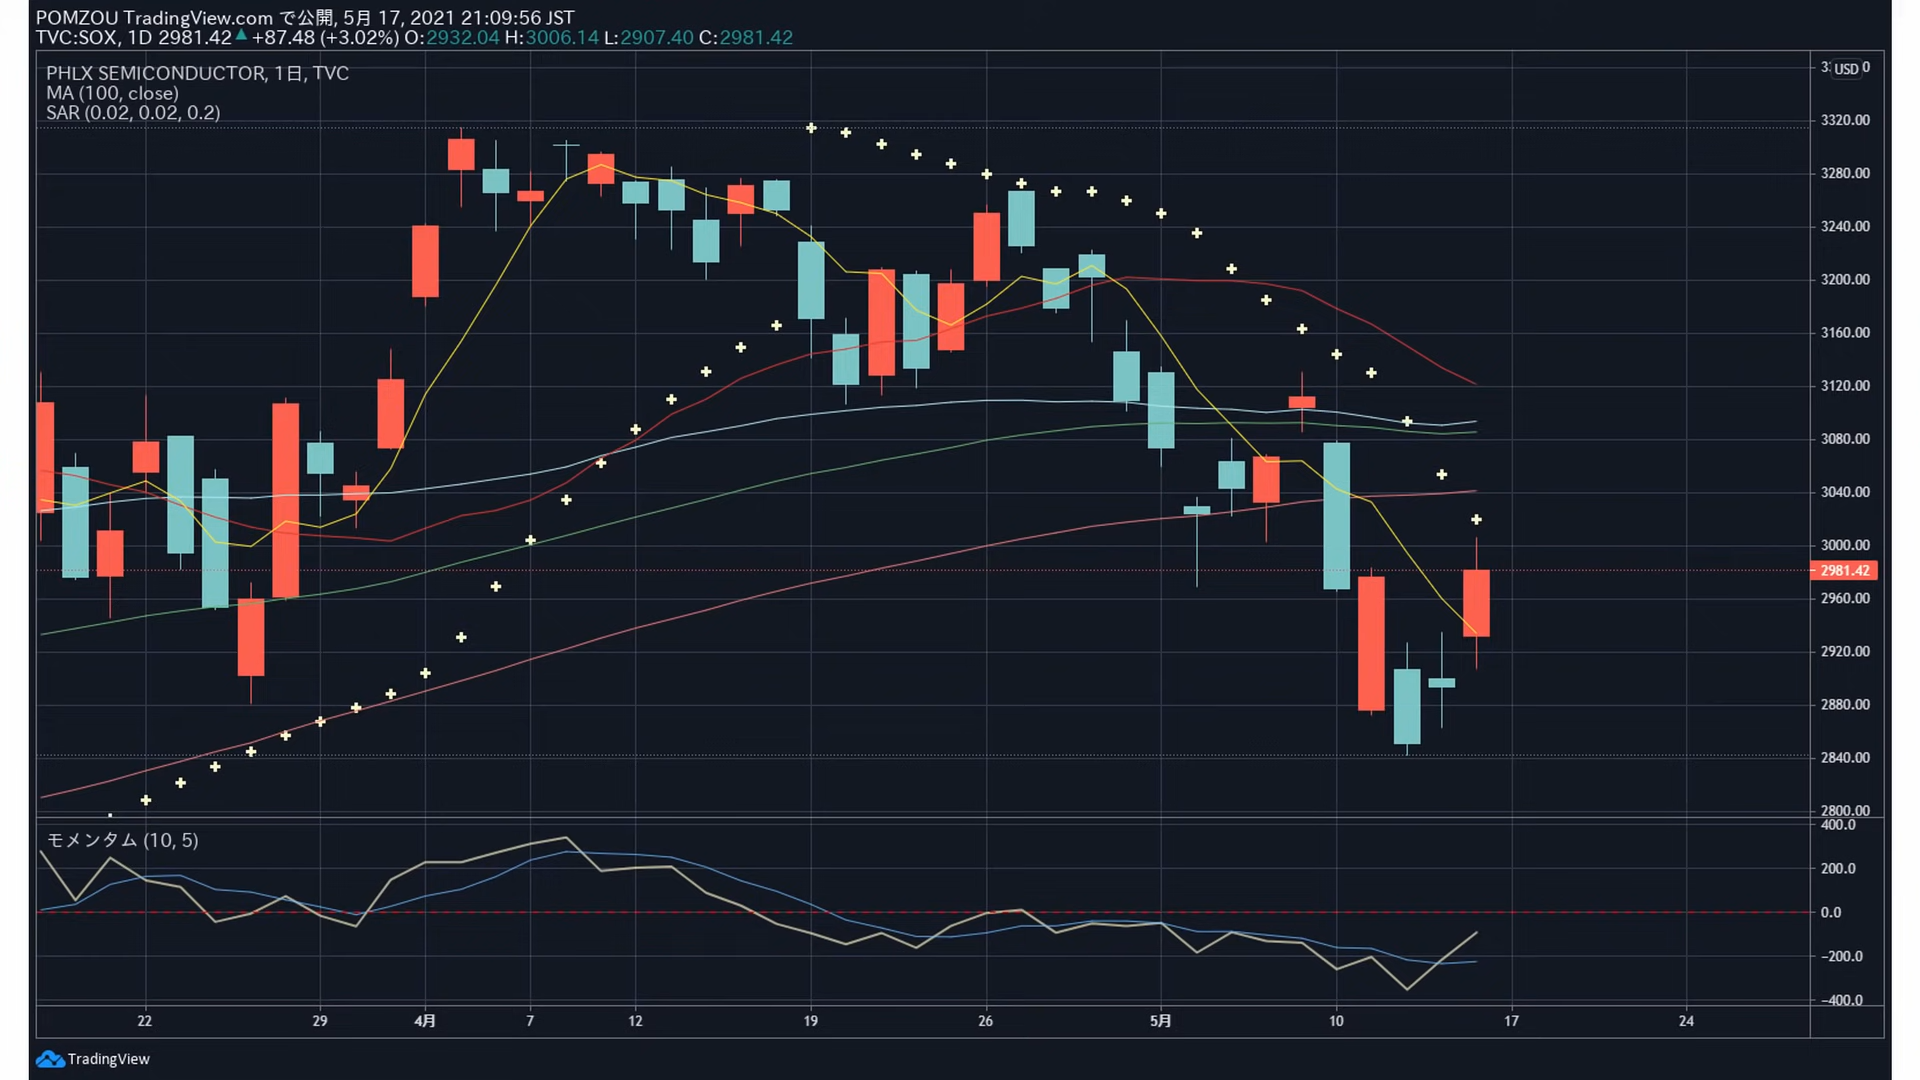 POMZOU TradingView.com で公開, 5月 17, 2021 21:09:56 JST
TVC:SOX, 1D 2981.42 ▲ +87.48 (+3.02%) O:2932.04 H:3006.14 L:2907.40 C:2981.42
PHLX SEMICONDUCTOR, 1日, TVC
MA (100, close)
SAR (0.02, 0.02, 0.2)
USD
3320.00
3280.00
3240.00
3200.00
3160.00
3120.00
3080.00
3040.00
3000.00
2981.42
2960.00
2920.00
2880.00
2840.00
2800.00
モメンタム (10, 5)
400.0
200.0
0.0
-200.0
-400.0
22 29 4月 7 12 19 26 5月 10 17 24
TradingView